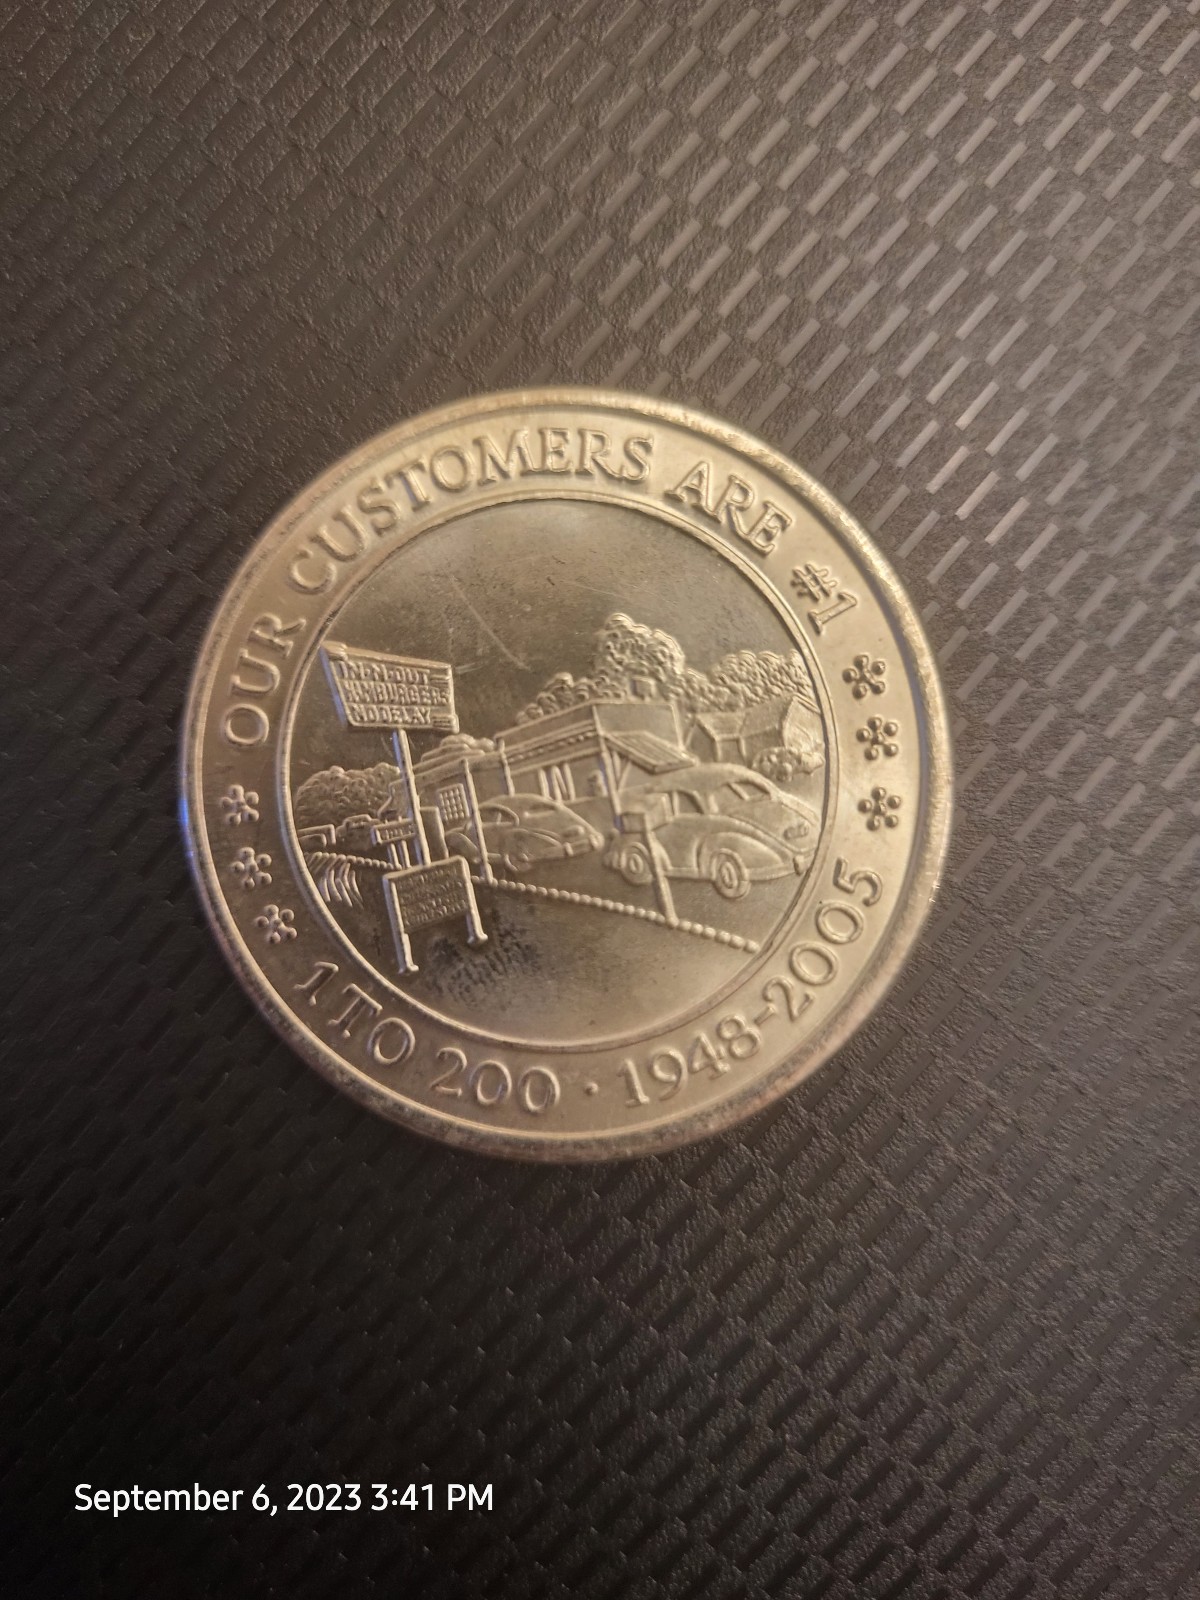 OUR CUSTOMERS ARE #1
IN-N-OUT
HAMBURGERS
NO DELAY
1 TO 200 · 1948-2005
September 6, 2023 3:41 PM